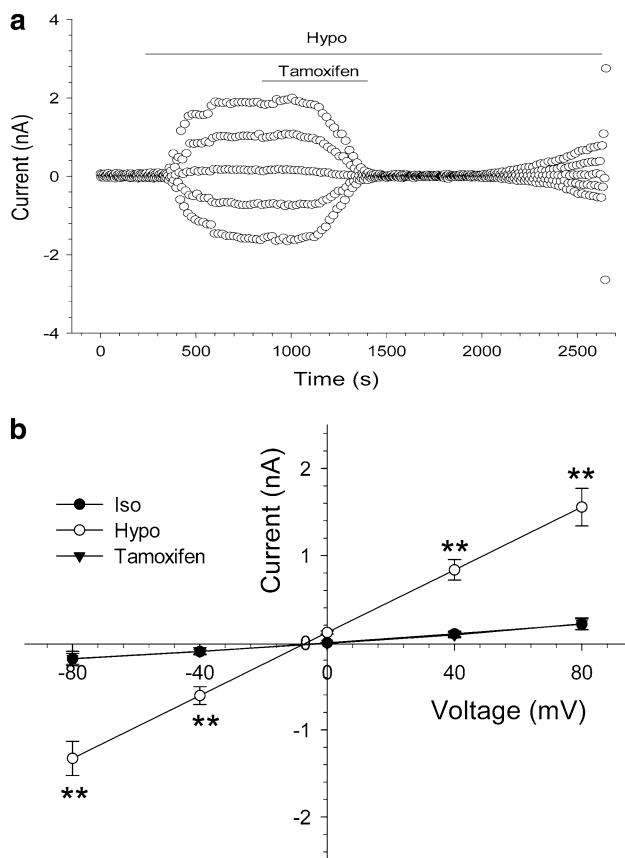 a
4
2
0
-2
-4
Current (nA)
Hypo
Tamoxifen
0
500
1000
1500
2000
2500
Time (s)
b
Iso
Hypo
Tamoxifen
Current (nA)
2
1
0
-1
-2
**
**
**
**
-80
-40
0
40
80
Voltage (mV)